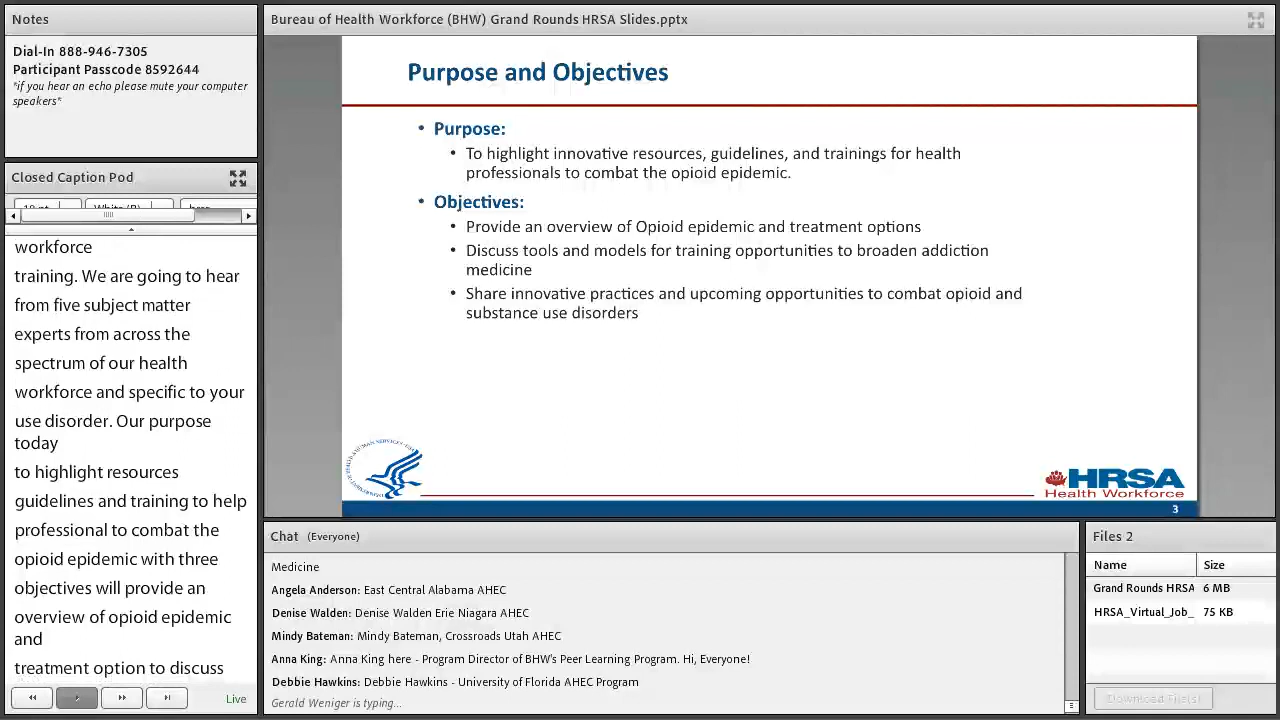 Notes
Dial-In 888-946-7305
Participant Passcode 8592644
*if you hear an echo please mute your computer
speakers*
Closed Caption Pod
workforce
training. We are going to hear
from five subject matter
experts from across the
spectrum of our health
workforce and specific to your
use disorder. Our purpose
today
to highlight resources
guidelines and training to help
professional to combat the
opioid epidemic with three
objectives will provide an
overview of opioid epidemic
and
treatment option to discuss
Live
Bureau of Health Workforce (BHW) Grand Rounds HRSA Slides.pptx
Purpose and Objectives
• Purpose:
• To highlight innovative resources, guidelines, and trainings for health
professionals to combat the opioid epidemic.
• Objectives:
• Provide an overview of Opioid epidemic and treatment options
• Discuss tools and models for training opportunities to broaden addiction
medicine
• Share innovative practices and upcoming opportunities to combat opioid and
substance use disorders
HRSA
Health Workforce
3
Chat (Everyone)
Medicine
Angela Anderson: East Central Alabama AHEC
Denise Walden: Denise Walden Erie Niagara AHEC
Mindy Bateman: Mindy Bateman, Crossroads Utah AHEC
Anna King: Anna King here - Program Director of BHW's Peer Learning Program. Hi, Everyone!
Debbie Hawkins: Debbie Hawkins - University of Florida AHEC Program
Gerald Weniger is typing...
Files 2
Name Size
Grand Rounds HRSA 6 MB
HRSA_Virtual_Job_ 75 KB
Download File(s)